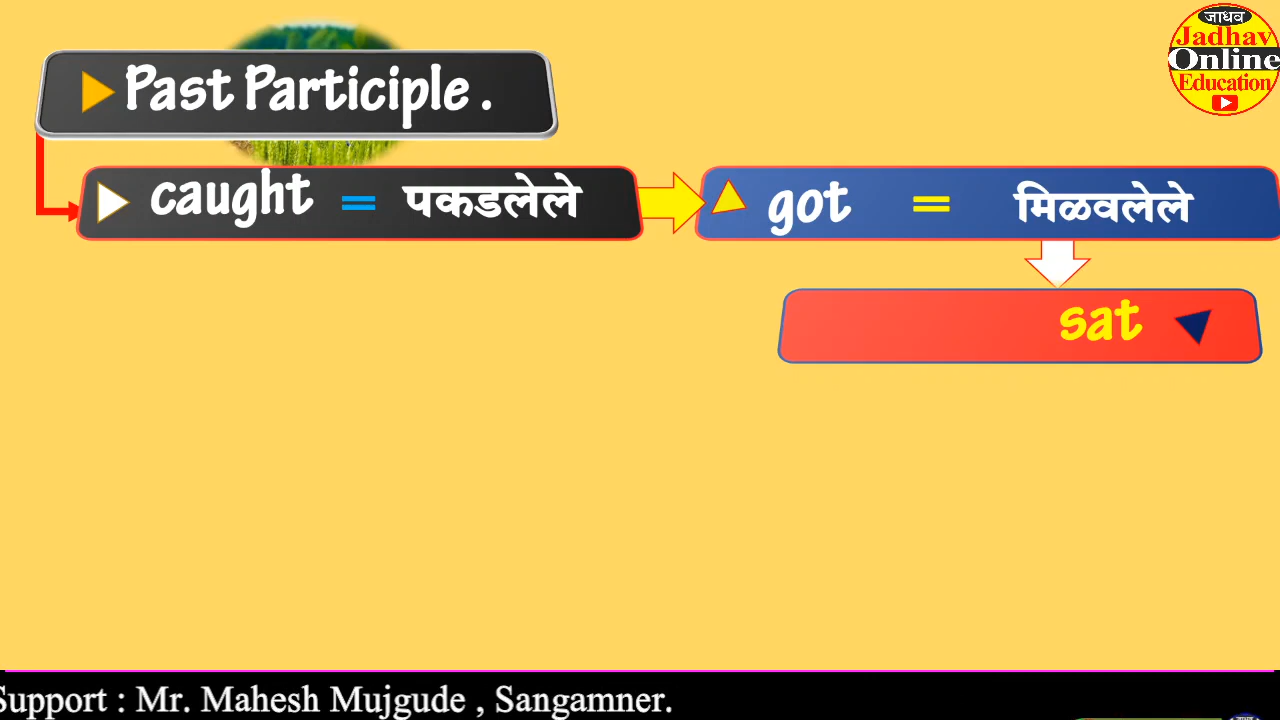 जाधव
Jadhav
Online
Education
Past Participle .
caught = पकडलेले
got = मिळवलेले
sat
Support : Mr. Mahesh Mujgude , Sangamner.